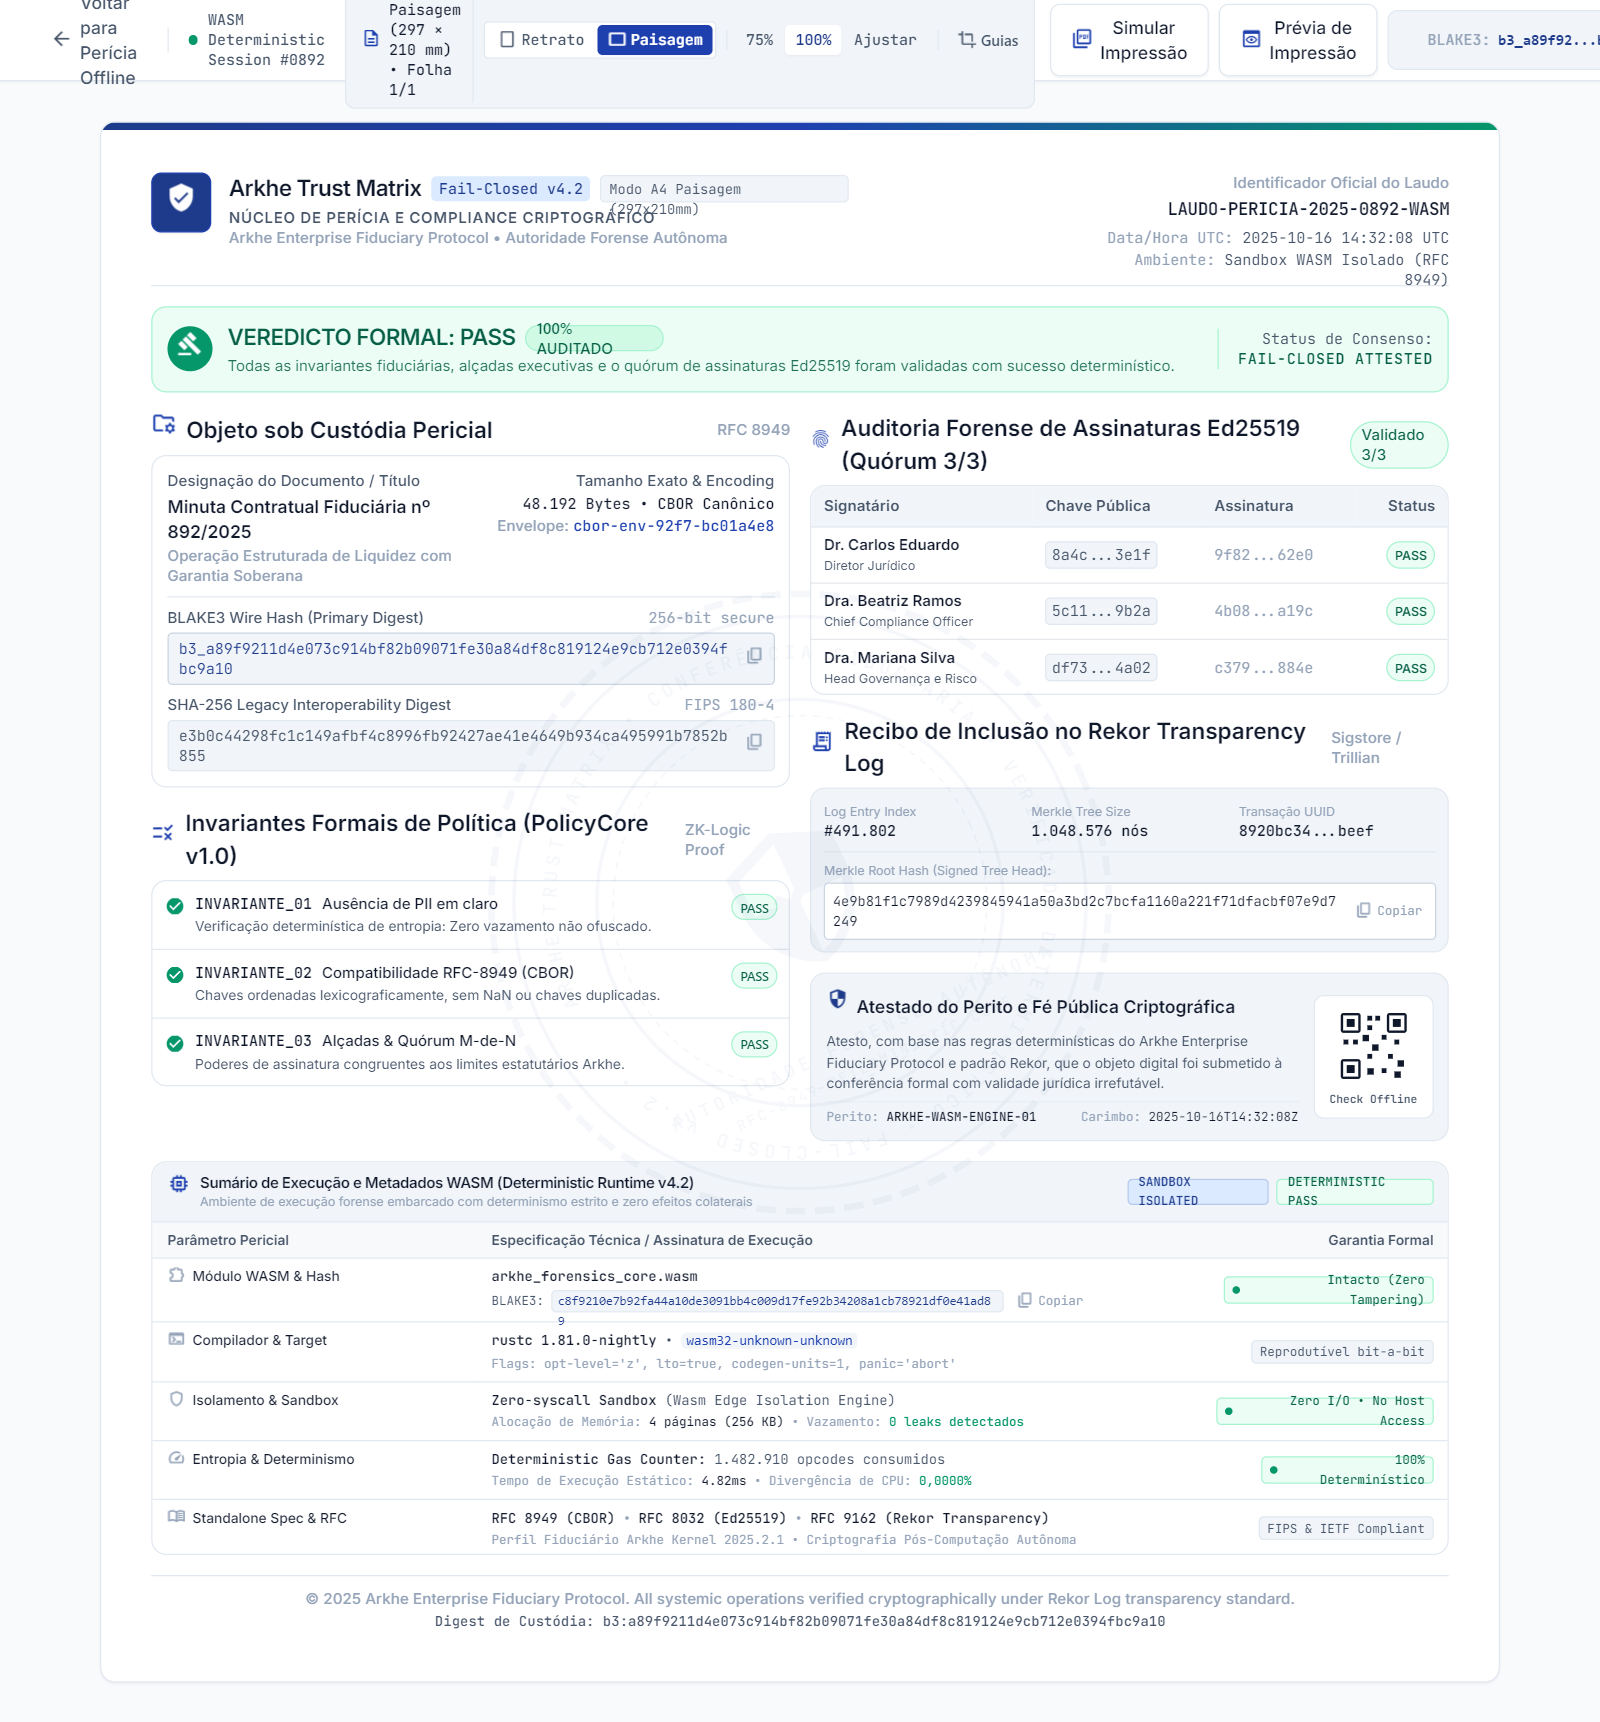 Voltar
para
Perícia
Offline
WASM
Deterministic
Session #0892
Paisagem
(297 ×
210 mm)
• Folha
1/1
Retrato
Paisagem
75%
100%
Ajustar
Guias
Simular
Impressão
Prévia de
Impressão
BLAKE3: b3_a89f92...b
Arkhe Trust Matrix
Fail-Closed v4.2
Modo A4 Paisagem
(297x210mm)
NÚCLEO DE PERÍCIA E COMPLIANCE CRIPTOGRÁFICO
Arkhe Enterprise Fiduciary Protocol • Autoridade Forense Autônoma
Identificador Oficial do Laudo
LAUDO-PERICIA-2025-0892-WASM
Data/Hora UTC: 2025-10-16 14:32:08 UTC
Ambiente: Sandbox WASM Isolado (RFC
8949)
VEREDICTO FORMAL: PASS
100%
AUDITADO
Todas as invariantes fiduciárias, alçadas executivas e o quórum de assinaturas Ed25519 foram validadas com sucesso determinístico.
Status de Consenso:
FAIL-CLOSED ATTESTED
Objeto sob Custódia Pericial
RFC 8949
Designação do Documento / Título
Minuta Contratual Fiduciária nº
892/2025
Operação Estruturada de Liquidez com
Garantia Soberana
Tamanho Exato & Encoding
48.192 Bytes • CBOR Canônico
Envelope: cbor-env-92f7-bc01a4e8
BLAKE3 Wire Hash (Primary Digest)
256-bit secure
b3_a89f9211d4e073c914bf82b09071fe30a84df8c819124e9cb712e0394f
bc9a10
SHA-256 Legacy Interoperability Digest
FIPS 180-4
e3b0c44298fc1c149afbf4c8996fb92427ae41e4649b934ca495991b7852b
855
Invariantes Formais de Política (PolicyCore
v1.0)
ZK-Logic
Proof
INVARIANTE_01 Ausência de PII em claro
Verificação determinística de entropia: Zero vazamento não ofuscado.
PASS
INVARIANTE_02 Compatibilidade RFC-8949 (CBOR)
Chaves ordenadas lexicograficamente, sem NaN ou chaves duplicadas.
PASS
INVARIANTE_03 Alçadas & Quórum M-de-N
Poderes de assinatura congruentes aos limites estatutários Arkhe.
PASS
Auditoria Forense de Assinaturas Ed25519
(Quórum 3/3)
Validado
3/3
Signatário Chave Pública Assinatura Status
Dr. Carlos Eduardo
Diretor Jurídico
8a4c...3e1f 9f82...62e0 PASS
Dra. Beatriz Ramos
Chief Compliance Officer
5c11...9b2a 4b08...a19c PASS
Dra. Mariana Silva
Head Governança e Risco
df73...4a02 c379...884e PASS
Recibo de Inclusão no Rekor Transparency
Log
Sigstore /
Trillian
Log Entry Index
#491.802
Merkle Tree Size
1.048.576 nós
Transação UUID
8920bc34...beef
Merkle Root Hash (Signed Tree Head):
4e9b81f1c7989d4239845941a50a3bd2c7bcfa1160a221f71dfacbf07e9d7
249
Copiar
Atestado do Perito e Fé Pública Criptográfica
Atesto, com base nas regras determinísticas do Arkhe Enterprise
Fiduciary Protocol e padrão Rekor, que o objeto digital foi submetido à
conferência formal com validade jurídica irrefutável.
Perito: ARKHE-WASM-ENGINE-01
Carimbo: 2025-10-16T14:32:08Z
Check Offline
Sumário de Execução e Metadados WASM (Deterministic Runtime v4.2)
Ambiente de execução forense embarcado com determinismo estrito e zero efeitos colaterais
SANDBOX
ISOLATED
DETERMINISTIC
PASS
Parâmetro Pericial Especificação Técnica / Assinatura de Execução Garantia Formal
Módulo WASM & Hash
arkhe_forensics_core.wasm
BLAKE3: c8f9210e7b92fa44a10de3091bb4c009d17fe92b34208a1cb78921df0e41ad8
9
Copiar
Intacto (Zero
Tampering)
Compilador & Target
rustc 1.81.0-nightly • wasm32-unknown-unknown
Flags: opt-level='z', lto=true, codegen-units=1, panic='abort'
Reprodutível bit-a-bit
Isolamento & Sandbox
Zero-syscall Sandbox (Wasm Edge Isolation Engine)
Alocação de Memória: 4 páginas (256 KB) • Vazamento: 0 leaks detectados
Zero I/O • No Host
Access
Entropia & Determinismo
Deterministic Gas Counter: 1.482.910 opcodes consumidos
Tempo de Execução Estático: 4.82ms • Divergência de CPU: 0,0000%
100%
Determinístico
Standalone Spec & RFC
RFC 8949 (CBOR) • RFC 8032 (Ed25519) • RFC 9162 (Rekor Transparency)
Perfil Fiduciário Arkhe Kernel 2025.2.1 • Criptografia Pós-Computação Autônoma
FIPS & IETF Compliant
© 2025 Arkhe Enterprise Fiduciary Protocol. All systemic operations verified cryptographically under Rekor Log transparency standard.
Digest de Custódia: b3:a89f9211d4e073c914bf82b09071fe30a84df8c819124e9cb712e0394fbc9a10